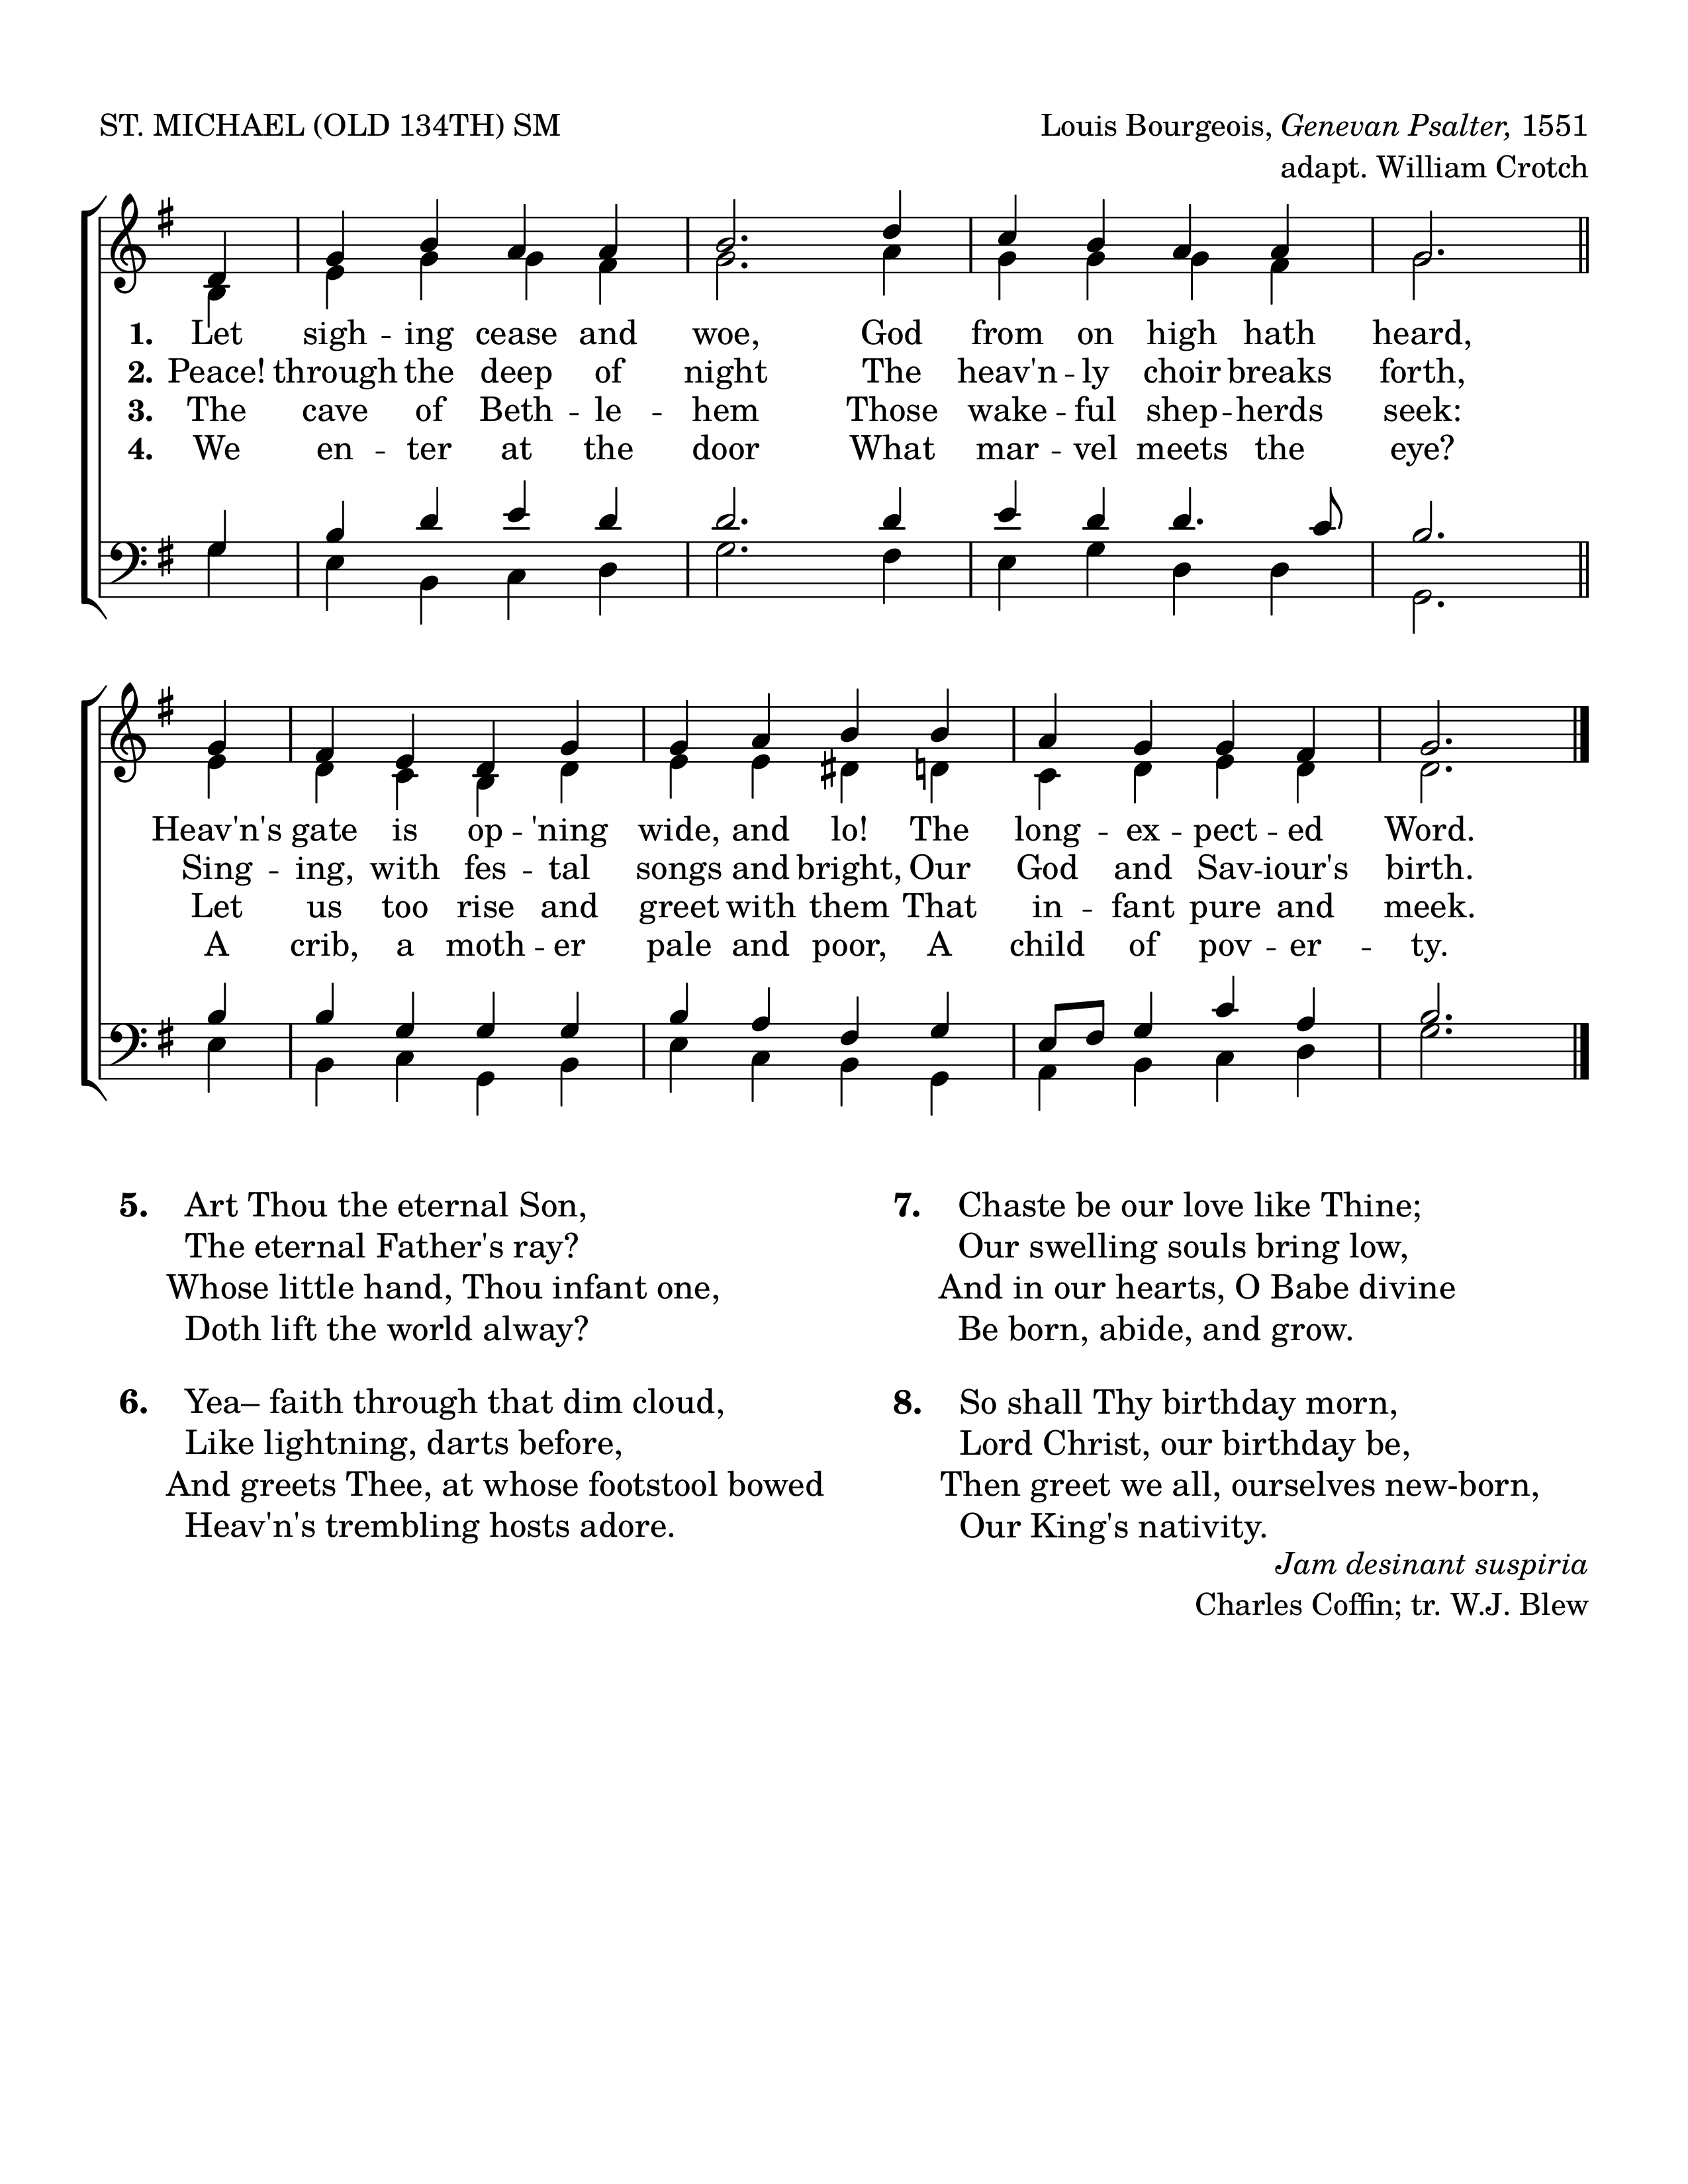 ST. MICHAEL (OLD 134TH) SM
Louis Bourgeois, Genevan Psalter, 1551
adapt. William Crotch
1. Let sigh - ing cease and woe, God from on high hath heard,
2. Peace! through the deep of night The heav'n - ly choir breaks forth,
3. The cave of Beth - le - hem Those wake - ful shep - herds seek:
4. We en - ter at the door What mar - vel meets the eye?
Heav'n's gate is op - 'ning wide, and lo! The long - ex - pect - ed Word.
Sing - ing, with fes - tal songs and bright, Our God and Sav - iour's birth.
Let us too rise and greet with them That in - fant pure and meek.
A crib, a moth - er pale and poor, A child of pov - er - ty.
5. Art Thou the eternal Son,
The eternal Father's ray?
Whose little hand, Thou infant one,
Doth lift the world alway?
6. Yea– faith through that dim cloud,
Like lightning, darts before,
And greets Thee, at whose footstool bowed
Heav'n's trembling hosts adore.
7. Chaste be our love like Thine;
Our swelling souls bring low,
And in our hearts, O Babe divine
Be born, abide, and grow.
8. So shall Thy birthday morn,
Lord Christ, our birthday be,
Then greet we all, ourselves new-born,
Our King's nativity.
Jam desinant suspiria
Charles Coffin; tr. W.J. Blew